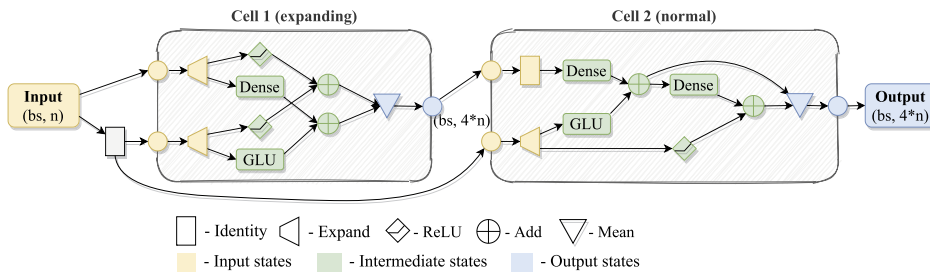 Cell 1 (expanding)
Cell 2 (normal)
Input
(bs, n)
Dense
GLU
(bs, 4*n)
Dense
GLU
Dense
Output
(bs, 4*n)
- Identity
- Expand
- ReLU
- Add
- Mean
- Input states
- Intermediate states
- Output states